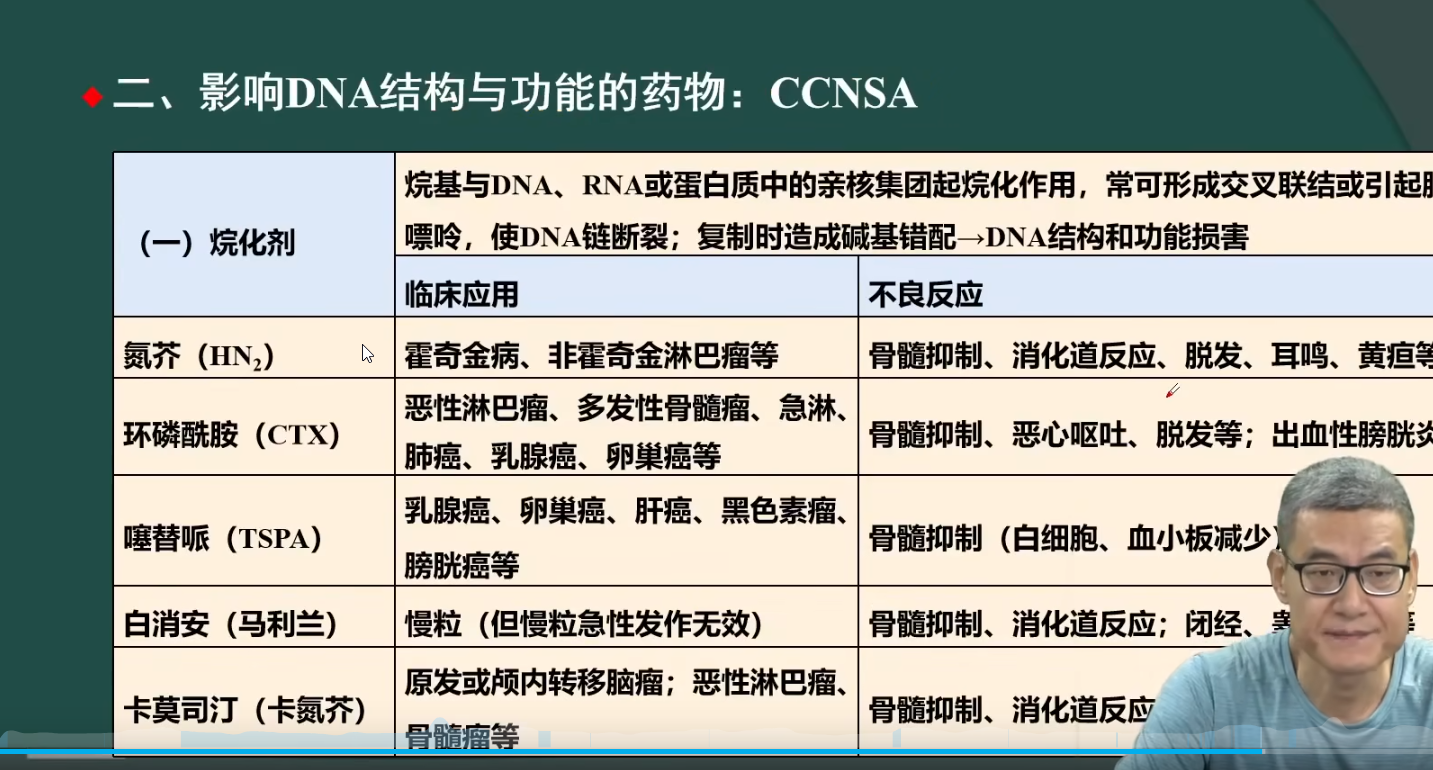 二、影响DNA结构与功能的药物：CCNSA
（一）烷化剂
烷基与DNA、RNA或蛋白质中的亲核集团起烷化作用，常可形成交叉联结或引起
嘌呤，使DNA链断裂；复制时造成碱基错配→DNA结构和功能损害
临床应用
不良反应
氮芥（HN₂）
霍奇金病、非霍奇金淋巴瘤等
骨髓抑制、消化道反应、脱发、耳鸣、黄疸等
环磷酰胺（CTX）
恶性淋巴瘤、多发性骨髓瘤、急淋、
肺癌、乳腺癌、卵巢癌等
骨髓抑制、恶心呕吐、脱发等；出血性膀胱炎
噻替哌（TSPA）
乳腺癌、卵巢癌、肝癌、黑色素瘤、
膀胱癌等
骨髓抑制（白细胞、血小板减少）
白消安（马利兰）
慢粒（但慢粒急性发作无效）
骨髓抑制、消化道反应；闭经、
卡莫司汀（卡氮芥）
原发或颅内转移脑瘤；恶性淋巴瘤、
骨髓瘤等
骨髓抑制、消化道反应